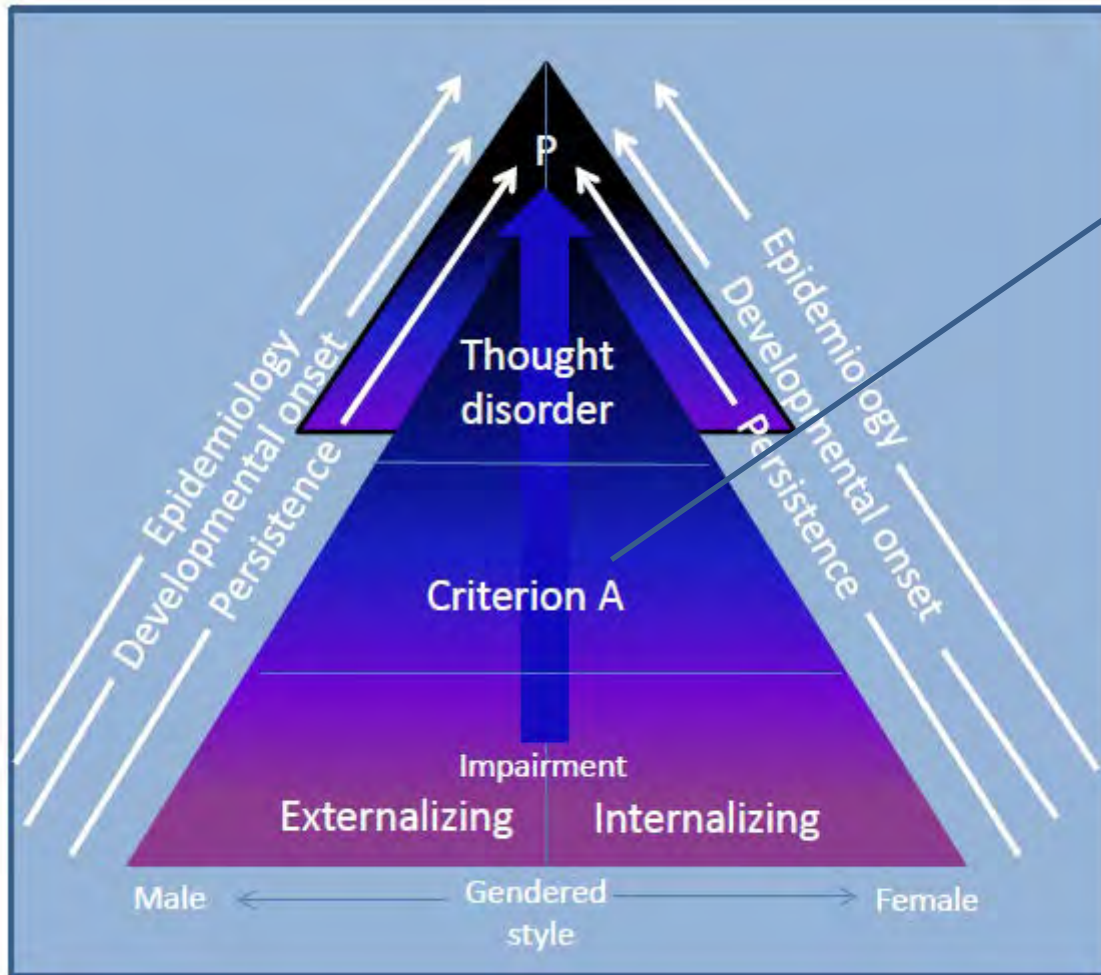 P
Epidemiology
Developmental onset
Persistence
Epidemiology
Developmental onset
Persistence
Thought
disorder
Criterion A
Impairment
Externalizing
Internalizing
Male
Gendered
style
Female